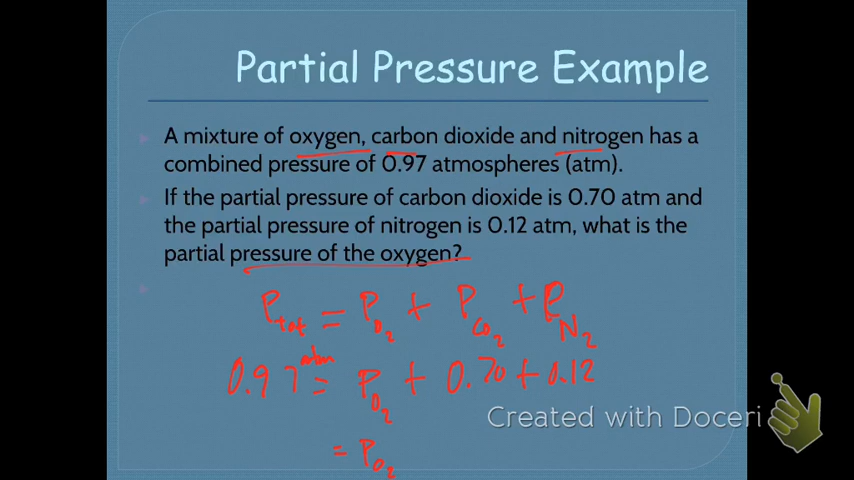 Partial Pressure Example
A mixture of oxygen, carbon dioxide and nitrogen has a
combined pressure of 0.97 atmospheres (atm).
If the partial pressure of carbon dioxide is 0.70 atm and
the partial pressure of nitrogen is 0.12 atm, what is the
partial pressure of the oxygen?
Ptot = PO2 + PCO2 + PN2
0.97 atm = PO2 + 0.70 + 0.12
Created with Doceri
= PO2